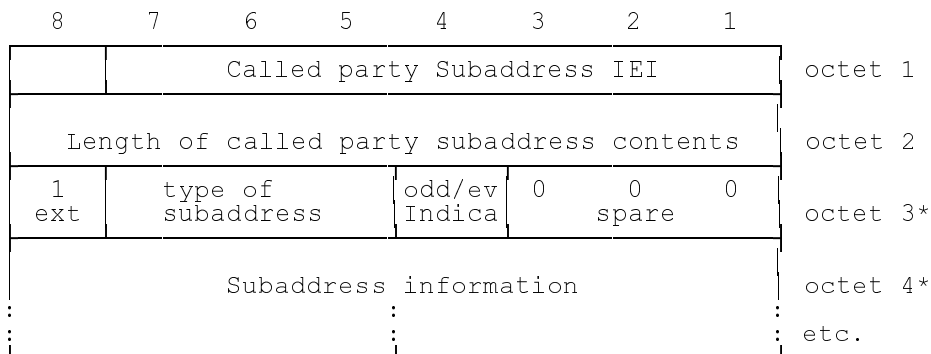 8 7 6 5 4 3 2 1
Called party Subaddress IEI octet 1
Length of called party subaddress contents octet 2
1 type of odd/ev 0 0 0
ext subaddress Indica spare octet 3*
Subaddress information octet 4*
: : :
: : : etc.